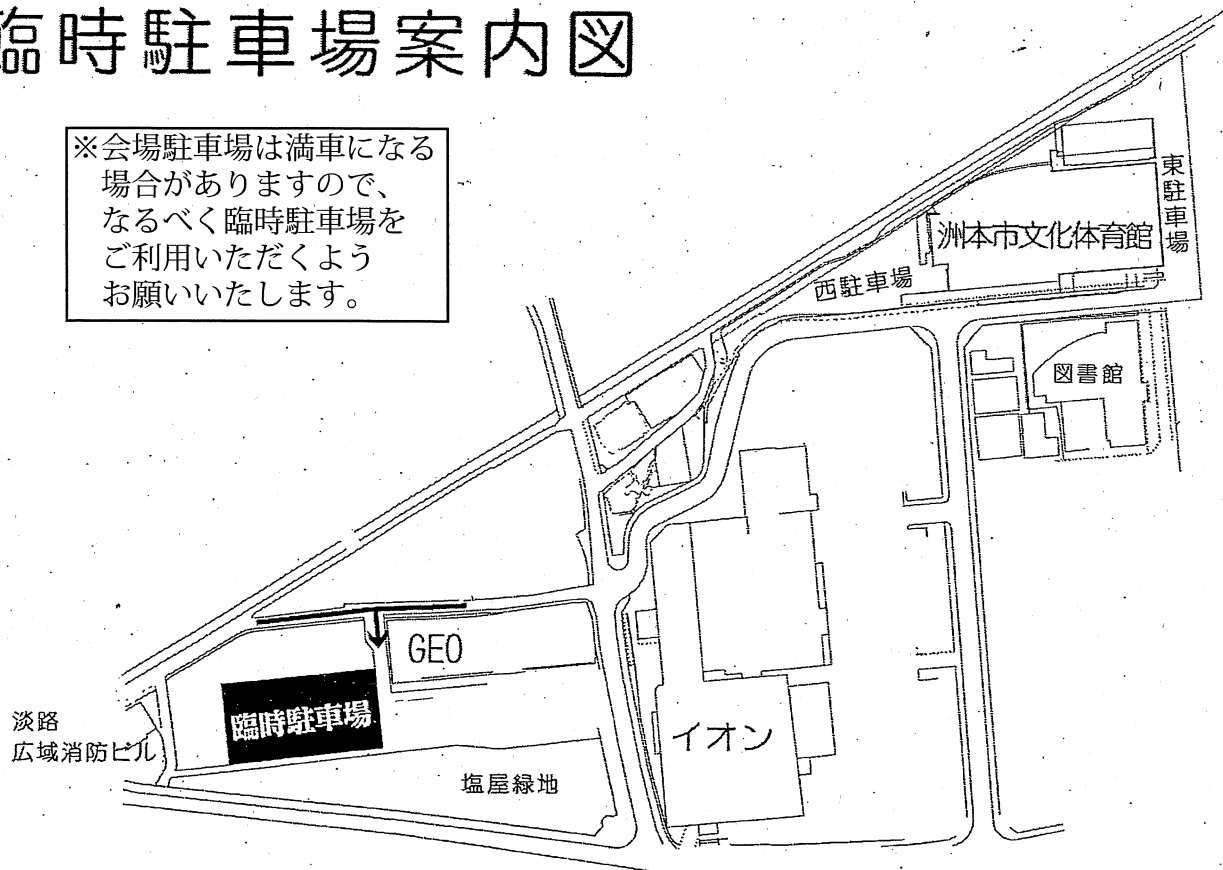 臨時駐車場案内図
※会場駐車場は満車になる
場合がありますので、
なるべく臨時駐車場を
ご利用いただくよう
お願いいたします。
東駐車場
洲本市文化体育館
西駐車場
図書館
GEO
臨時駐車場
イオン
淡路
広域消防ビル
塩屋緑地